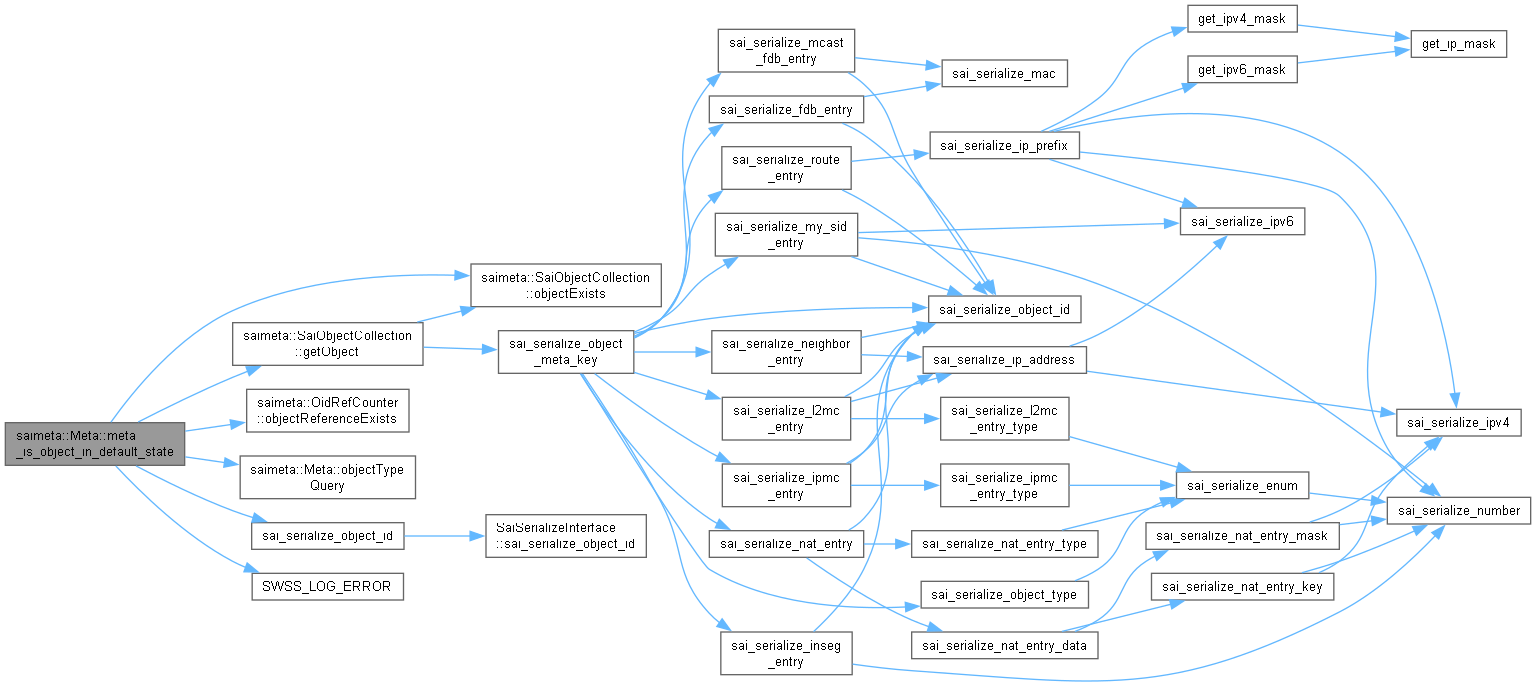 saimeta::Meta::meta
_is_object_in_default_state
saimeta::SaiObjectCollection
::objectExists
saimeta::SaiObjectCollection
::getObject
saimeta::OidRefCounter
::objectReferenceExists
saimeta::Meta::objectType
Query
sai_serialize_object_id
SWSS_LOG_ERROR
sai_serialize_object
_meta_key
SaiSerializeInterface
::sai_serialize_object_id
sai_serialize_mcast
_fdb_entry
sai_serialize_fdb_entry
sai_serialize_route
_entry
sai_serialize_my_sid
_entry
sai_serialize_neighbor
_entry
sai_serialize_l2mc
_entry
sai_serialize_ipmc
_entry
sai_serialize_nat_entry
sai_serialize_inseg
_entry
sai_serialize_mac
sai_serialize_ip_prefix
sai_serialize_object_id
sai_serialize_ip_address
sai_serialize_l2mc
_entry_type
sai_serialize_ipmc
_entry_type
sai_serialize_nat_entry_type
sai_serialize_object_type
sai_serialize_nat_entry_data
get_ipv4_mask
get_ipv6_mask
sai_serialize_ipv6
sai_serialize_enum
sai_serialize_nat_entry_mask
sai_serialize_nat_entry_key
get_ip_mask
sai_serialize_ipv4
sai_serialize_number